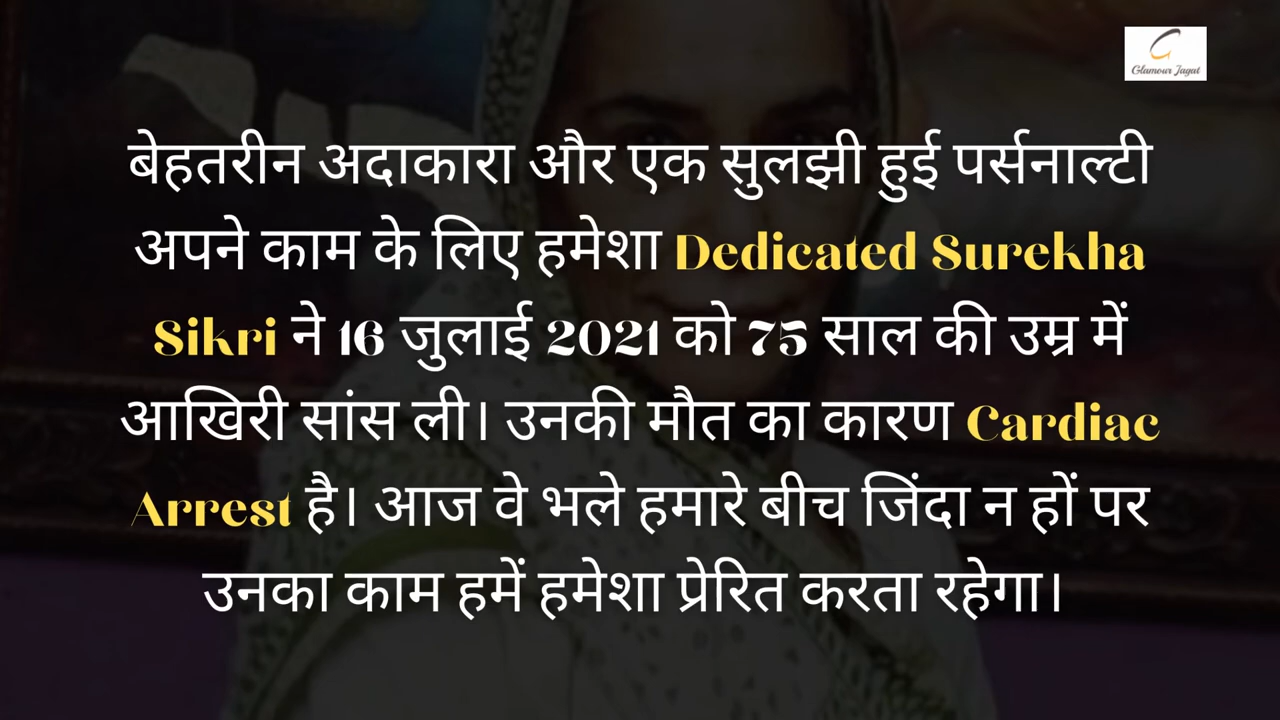 Glamour Jagat
बेहतरीन अदाकारा और एक सुलझी हुई पर्सनाल्टी
अपने काम के लिए हमेशा Dedicated Surekha
Sikri ने 16 जुलाई 2021 को 75 साल की उम्र में
आखिरी सांस ली। उनकी मौत का कारण Cardiac
Arrest है। आज वे भले हमारे बीच जिंदा न हों पर
उनका काम हमें हमेशा प्रेरित करता रहेगा।